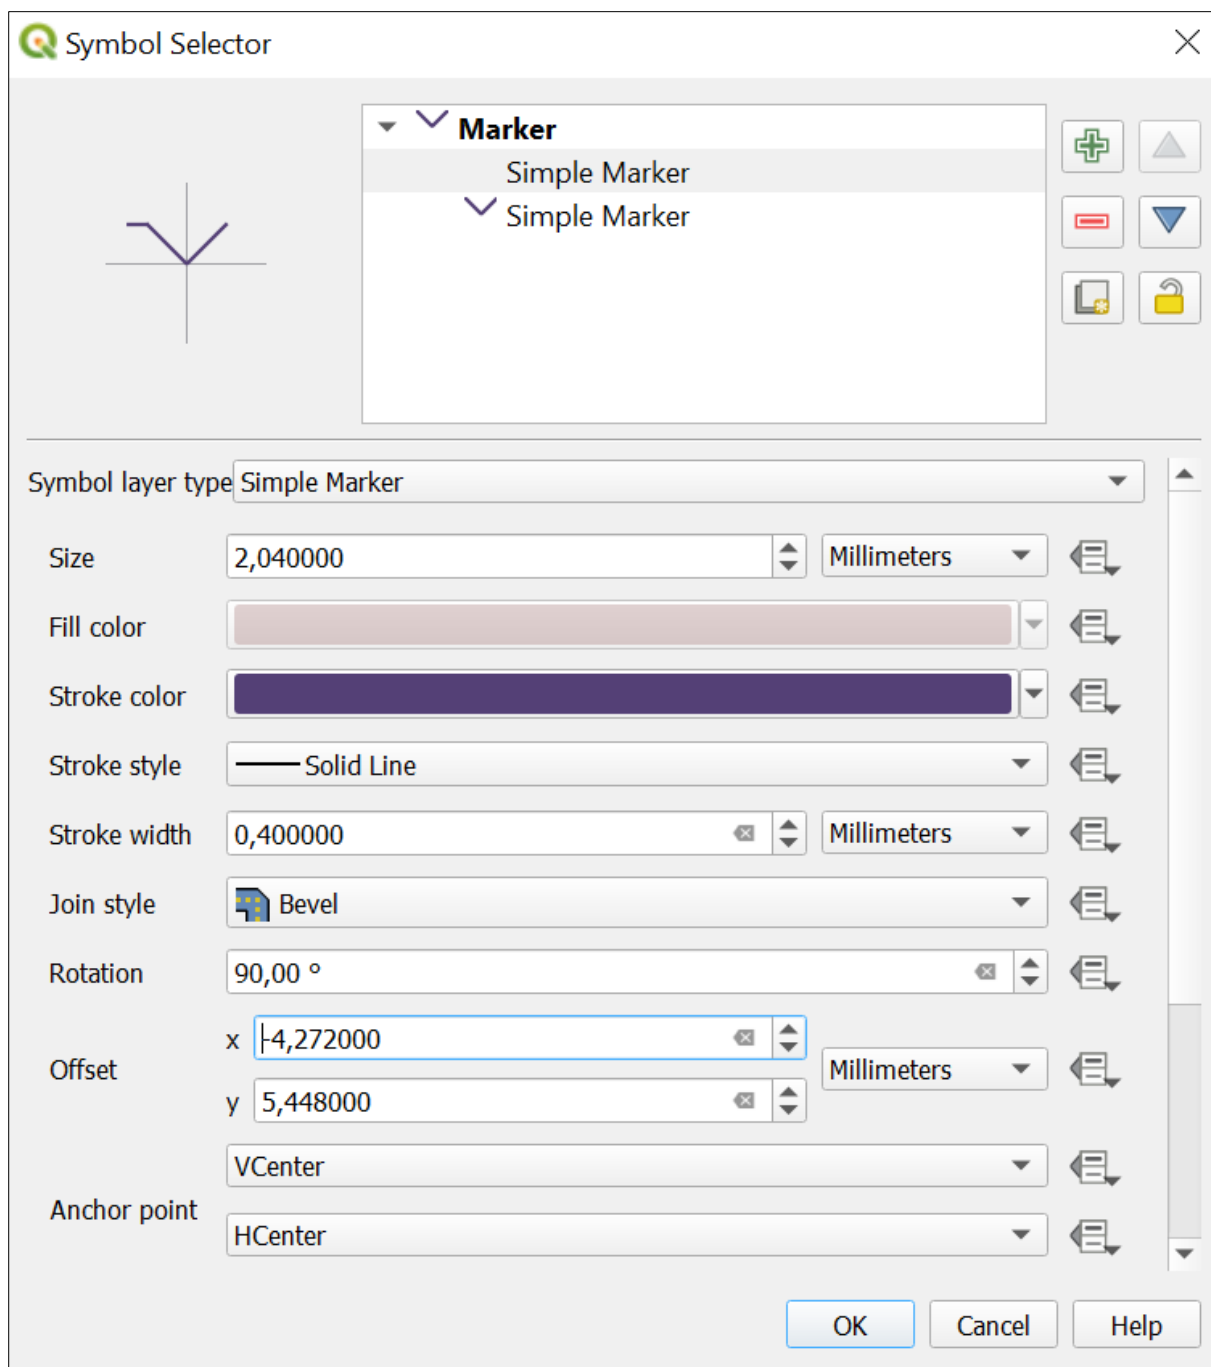 Symbol Selector
Marker
Simple Marker
Simple Marker
Symbol layer type Simple Marker
Size 2,040000 Millimeters
Fill color
Stroke color
Stroke style Solid Line
Stroke width 0,400000 Millimeters
Join style Bevel
Rotation 90,00 °
x -4,272000
Offset Millimeters
y 5,448000
VCenter
Anchor point
HCenter
OK Cancel Help